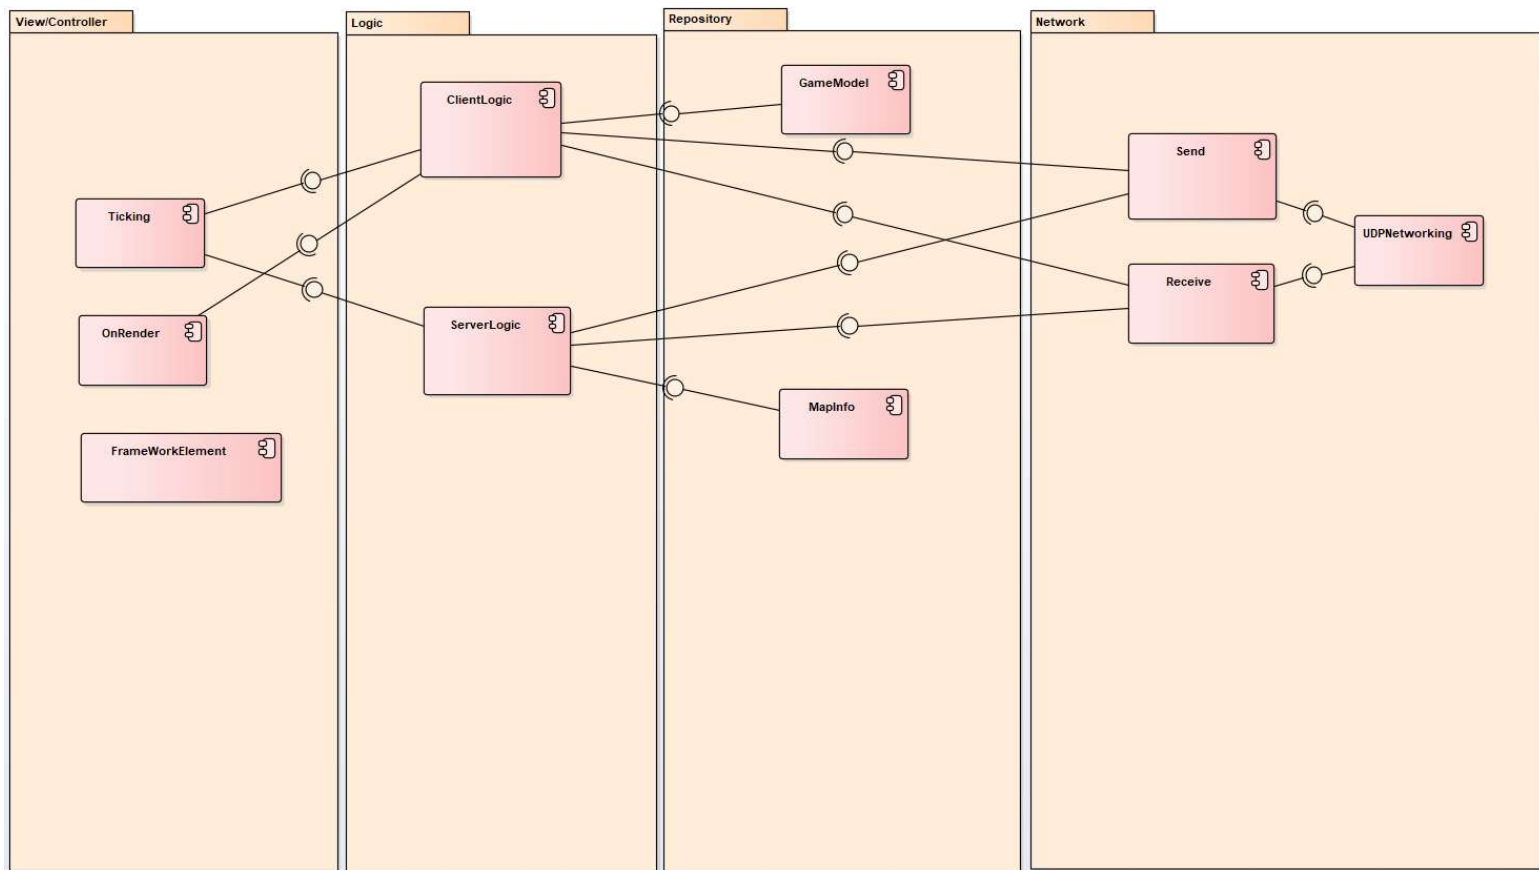 View/Controller
Logic
Repository
Network
ClientLogic
GameModel
Send
Ticking
UDPNetworking
Receive
OnRender
ServerLogic
MapInfo
FrameWorkElement